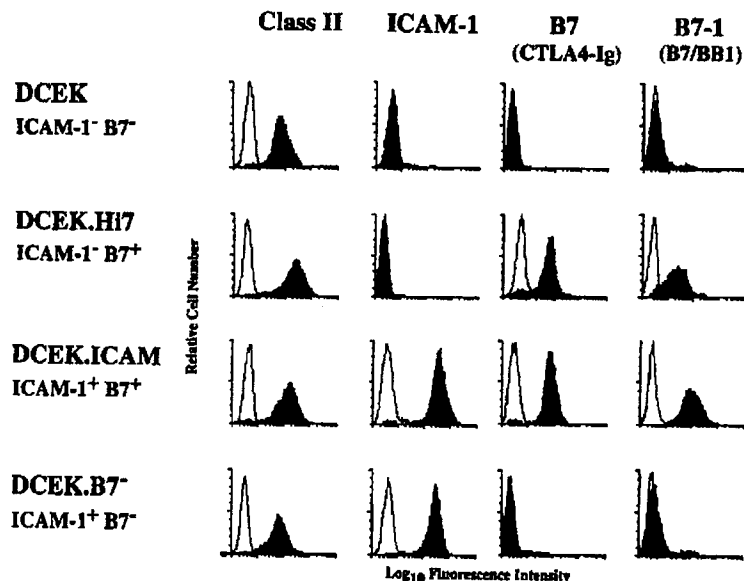 Class II ICAM-1 B7 B7-1
(CTLA4-Ig) (B7/BB1)
DCEK
ICAM-1⁻ B7⁻
DCEK.Hi7
ICAM-1⁻ B7⁺
Relative Cell Number
DCEK.ICAM
ICAM-1⁺ B7⁺
DCEK.B7⁻
ICAM-1⁺ B7⁻
Log₁₀ Fluorescence Intensity